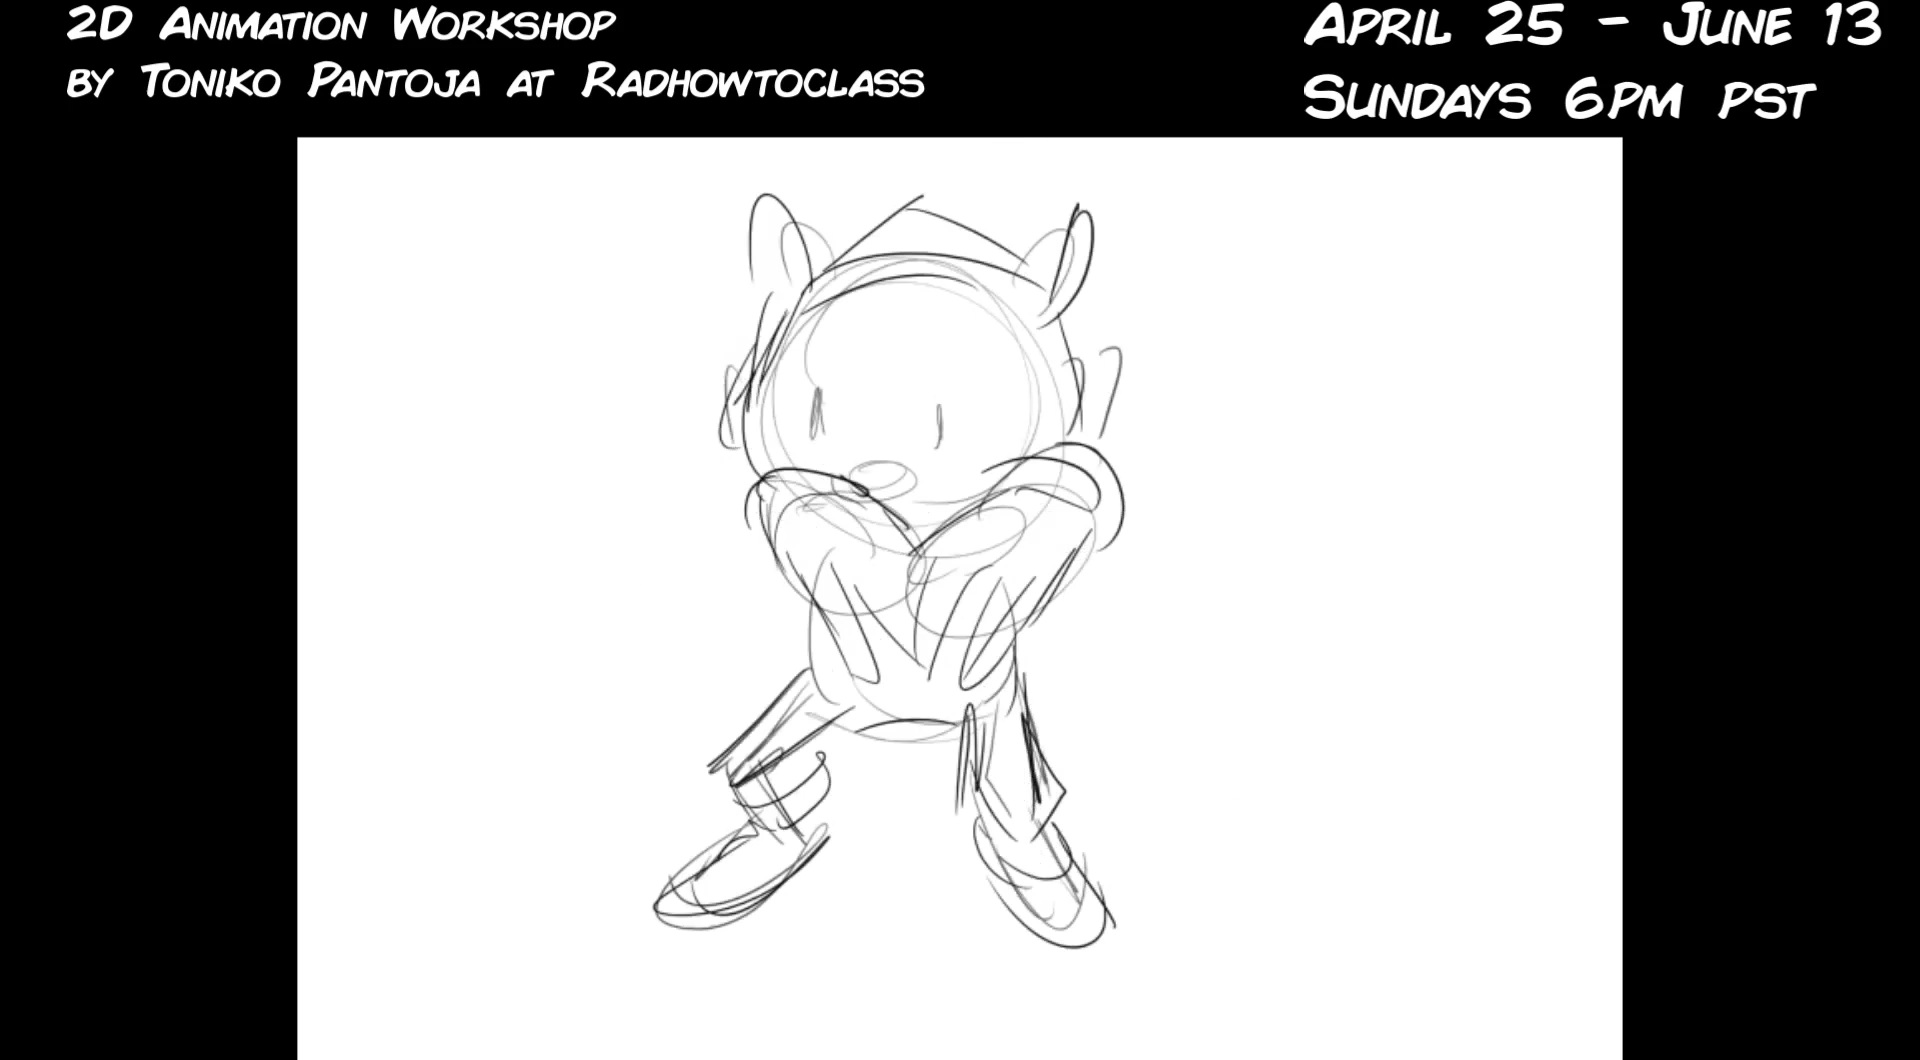 2D Animation Workshop
by Toniko Pantoja at Radhowtoclass
April 25 - June 13
Sundays 6pm pst